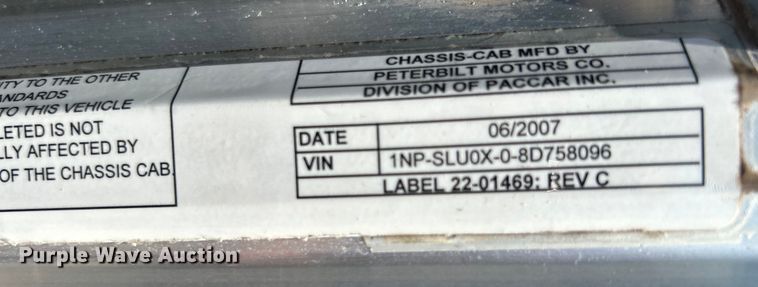 ITY TO THE OTHER
ANDARDS
TO THIS VEHICLE
LETED IS NOT
LLY AFFECTED BY
OF THE CHASSIS CAB.
CHASSIS-CAB MFD BY
PETERBILT MOTORS CO.
DIVISION OF PACCAR INC.
DATE 06/2007
VIN 1NP-SLU0X-0-8D758096
LABEL 22-01469: REV C
Purple Wave Auction